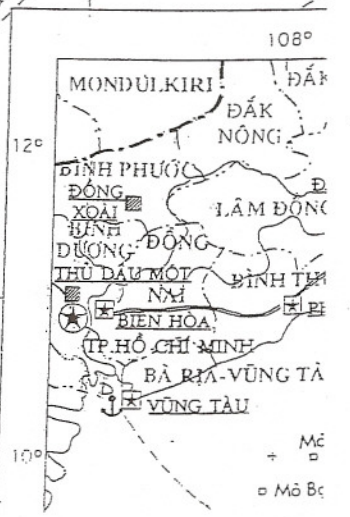 108°
MONDULKIRI
ĐẮK
ĐẮK
NÔNG
12°
BÌNH PHƯỚC
ĐỒNG
XOÀI
LÂM ĐỒNG
BÌNH
DƯƠNG
ĐỒNG
THỦ DẦU MỘT
BÌNH TH
NAI
BIÊN HÒA
TP.HỒ CHÍ MINH
BÀ RỊA-VŨNG TÀ
VŨNG TÀU
10°
Mỏ
Mỏ Bạ